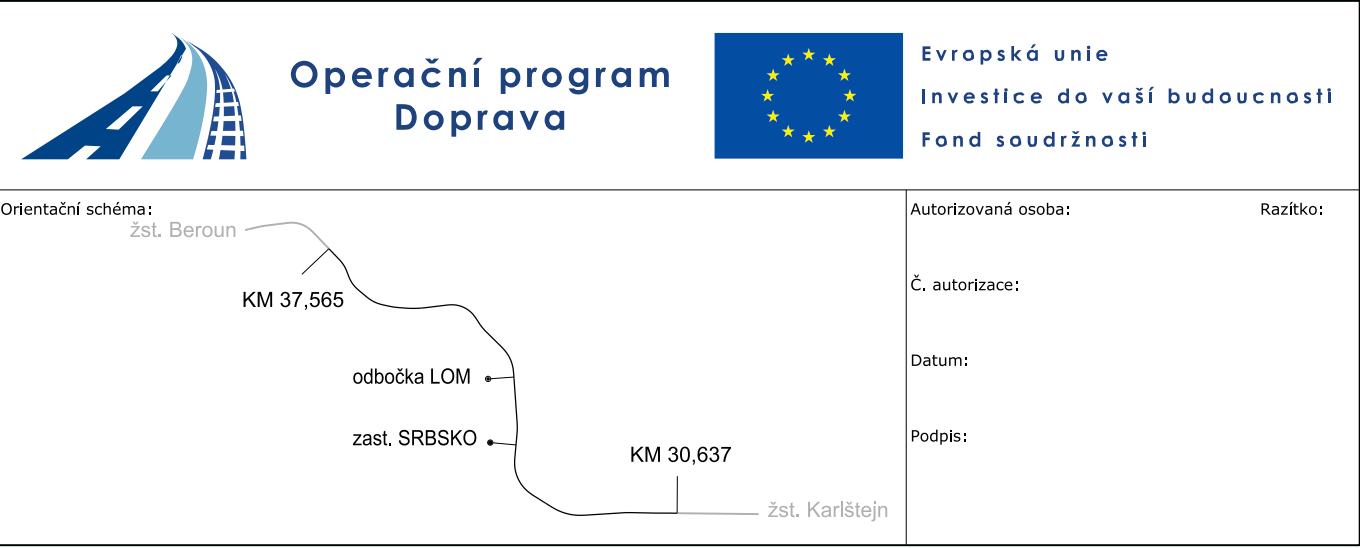 Operační program
Doprava
Evropská unie
Investice do vaší budoucnosti
Fond soudržnosti
Orientační schéma:
žst. Beroun
KM 37,565
odbočka LOM
zast. SRBSKO
KM 30,637
žst. Karlštejn
Autorizovaná osoba:
Razítko:
Č. autorizace:
Datum:
Podpis: